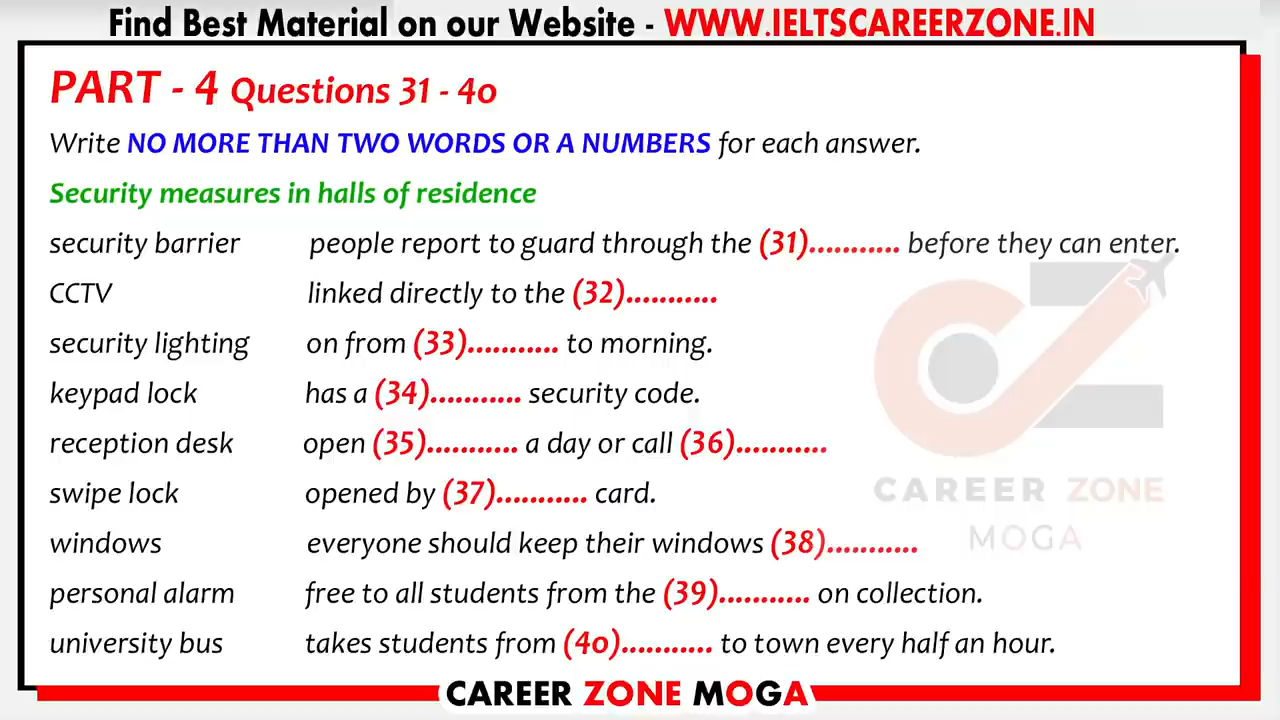 Find Best Material on our Website - WWW.IELTSCAREERZONE.IN
PART - 4 Questions 31 - 40
Write NO MORE THAN TWO WORDS OR A NUMBERS for each answer.
Security measures in halls of residence
security barrier people report to guard through the (31)........... before they can enter.
CCTV linked directly to the (32)...........
security lighting on from (33)........... to morning.
keypad lock has a (34)........... security code.
reception desk open (35)........... a day or call (36)...........
swipe lock opened by (37)........... card.
windows everyone should keep their windows (38)...........
personal alarm free to all students from the (39)........... on collection.
university bus takes students from (40)........... to town every half an hour.
CAREER ZONE
MOGA
CAREER ZONE MOGA